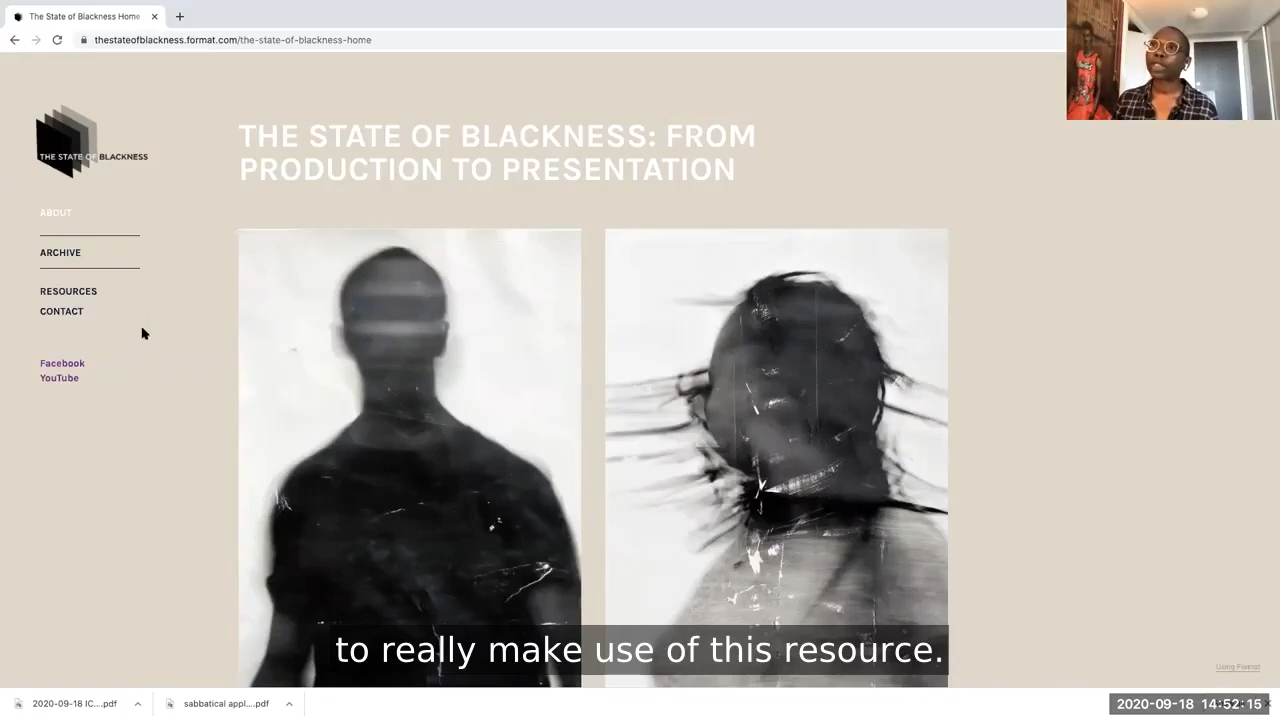 The State of Blackness Home
thestateofblackness.format.com/the-state-of-blackness-home
THE STATE OF BLACKNESS
THE STATE OF BLACKNESS: FROM
PRODUCTION TO PRESENTATION
ABOUT
ARCHIVE
RESOURCES
CONTACT
Facebook
YouTube
to really make use of this resource.
Using Format
2020-09-18 IC....pdf
sabbatical appl....pdf
2020-09-18 14:52:15